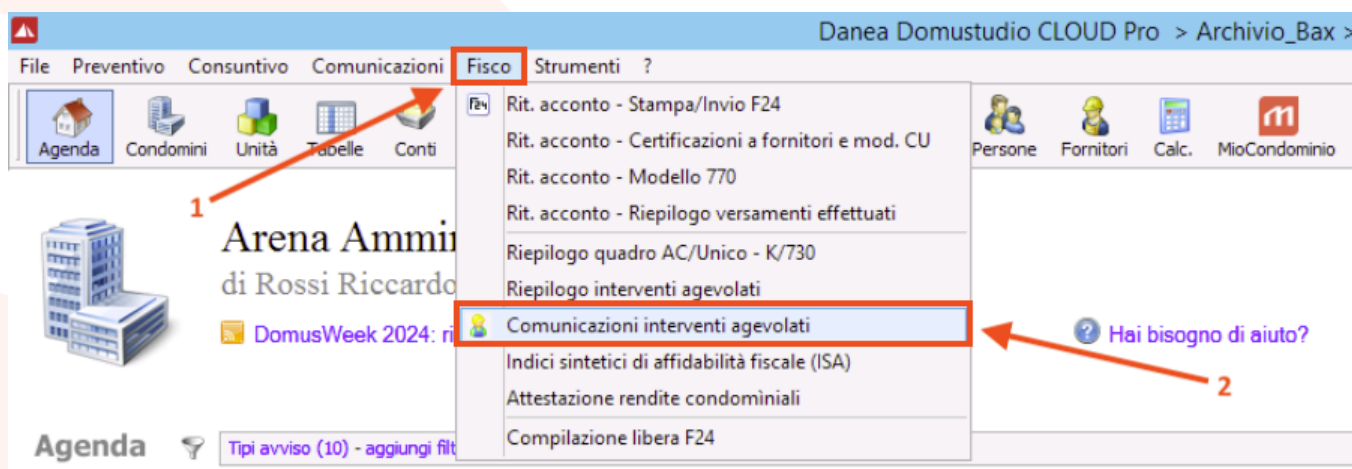 Danea Domustudio CLOUD Pro > Archivio_Bax >
File Preventivo Consuntivo Comunicazioni Fisco Strumenti ?
Agenda Condomini Unità Tabelle Conti
Persone Fornitori Calc. MioCondominio
F24 Rit. acconto - Stampa/Invio F24
Rit. acconto - Certificazioni a fornitori e mod. CU
Rit. acconto - Modello 770
Rit. acconto - Riepilogo versamenti effettuati
Riepilogo quadro AC/Unico - K/730
Riepilogo interventi agevolati
Comunicazioni interventi agevolati
Indici sintetici di affidabilità fiscale (ISA)
Attestazione rendite condominiali
Compilazione libera F24
1
2
Arena Ammi
di Rossi Riccardo
DomusWeek 2024: ri
Hai bisogno di aiuto?
Agenda
Tipi avviso (10) - aggiungi filt